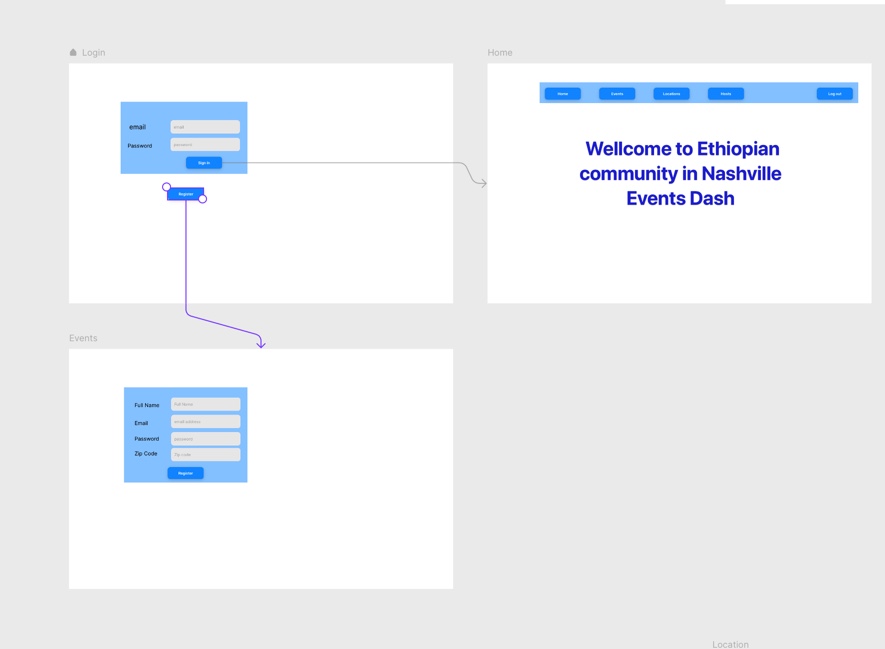 Login
email
email
Password
password
Sign in
Register
Home
Home
Events
Locations
Hosts
Log out
Wellcome to Ethiopian
community in Nashville
Events Dash
Events
Full Name
Full Name
Email
email address
Password
password
Zip Code
Zip code
Register
Location